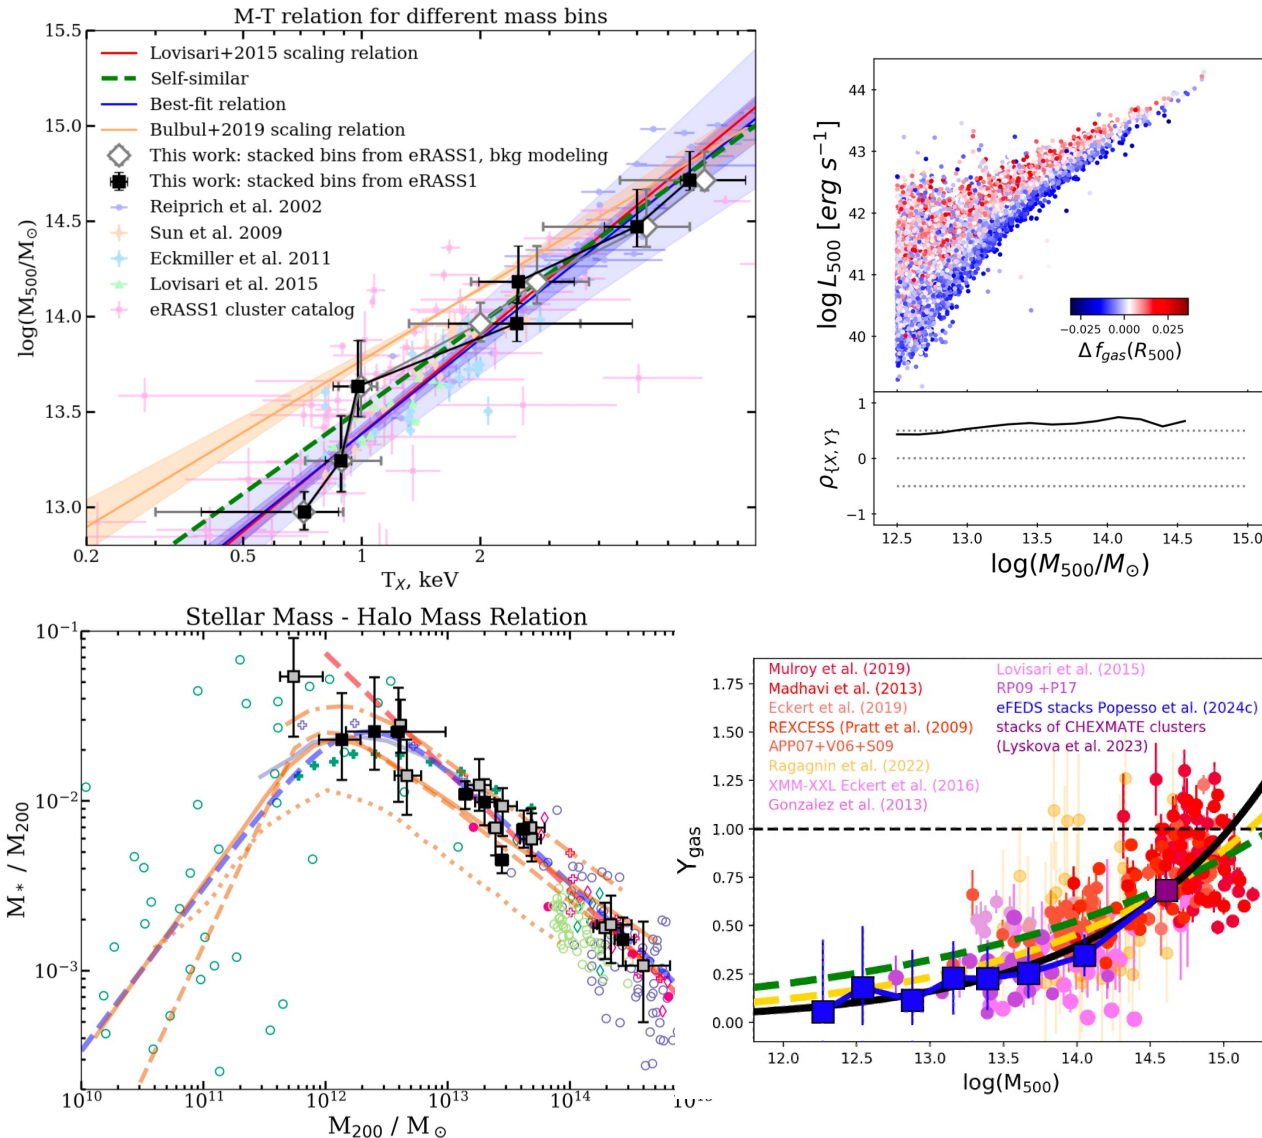 M-T relation for different mass bins
15.5
15.0
14.5
14.0
13.5
13.0
log(M500/M⊙)
Lovisari+2015 scaling relation
Self-similar
Best-fit relation
Bulbul+2019 scaling relation
This work: stacked bins from eRASS1, bkg modeling
This work: stacked bins from eRASS1
Reiprich et al. 2002
Sun et al. 2009
Eckmiller et al. 2011
Lovisari et al. 2015
eRASS1 cluster catalog
0.2 0.5 1 2
TX, keV
44
43
42
41
40
log L500 [erg s⁻¹]
−0.025 0.000 0.025
Δ fgas(R500)
1
0
−1
ρ{X,Y}
12.5 13.0 13.5 14.0 14.5 15.0
log(M500/M⊙)
Stellar Mass - Halo Mass Relation
10⁻¹
10⁻²
10⁻³
M* / M200
10¹⁰ 10¹¹ 10¹² 10¹³ 10¹⁴
M200 / M⊙
Mulroy et al. (2019)
Madhavi et al. (2013)
Eckert et al. (2019)
REXCESS (Pratt et al. (2009)
APP07+V06+S09
Ragagnin et al. (2022)
XMM-XXL Eckert et al. (2016)
Gonzalez et al. (2013)
Lovisari et al. (2015)
RP09 +P17
eFEDS stacks Popesso et al. (2024c)
stacks of CHEXMATE clusters
(Lyskova et al. 2023)
1.75
1.50
1.25
1.00
0.75
0.50
0.25
0.00
Ygas
12.0 12.5 13.0 13.5 14.0 14.5 15.0
log(M500)